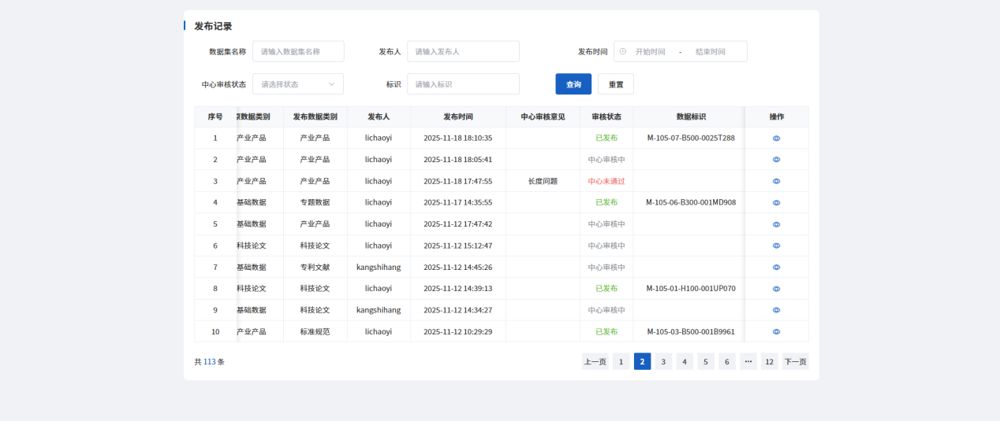 发布记录
数据集名称 请输入数据集名称 发布人 请输入发布人 发布时间 开始时间 - 结束时间
中心审核状态 请选择状态 标识 请输入标识 查询 重置
序号 数据类别 发布数据类别 发布人 发布时间 中心审核意见 审核状态 数据标识 操作
1 产业产品 产业产品 lichaoyi 2025-11-18 18:10:35 已发布 M-105-07-B500-0025T288
2 产业产品 产业产品 lichaoyi 2025-11-18 18:05:41 中心审核中
3 产业产品 产业产品 lichaoyi 2025-11-18 17:47:55 长度问题 中心未通过
4 基础数据 专题数据 lichaoyi 2025-11-17 14:35:55 已发布 M-105-06-B300-001MD908
5 基础数据 产业产品 lichaoyi 2025-11-12 17:47:42 中心审核中
6 科技论文 科技论文 lichaoyi 2025-11-12 15:12:47 中心审核中
7 基础数据 专利文献 kangshihang 2025-11-12 14:45:26 中心审核中
8 科技论文 科技论文 lichaoyi 2025-11-12 14:39:13 已发布 M-105-01-H100-001UP070
9 基础数据 科技论文 kangshihang 2025-11-12 14:34:27 中心审核中
10 产业产品 标准规范 lichaoyi 2025-11-12 10:29:29 已发布 M-105-03-B500-001B9961
共 113 条 上一页 1 2 3 4 5 6 ··· 12 下一页